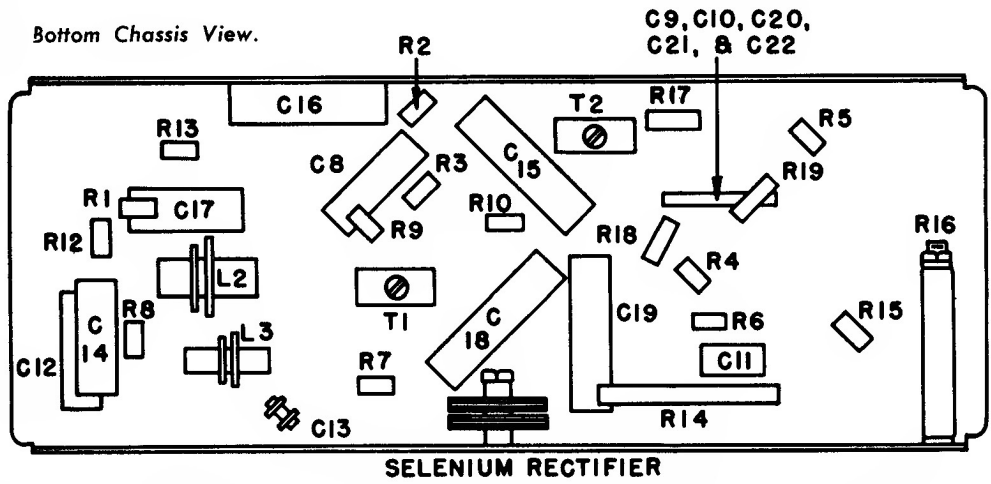 Bottom Chassis View.
C9, C10, C20,
C21, & C22
R2
C16
T2
R17
R5
R13
C8
R3
C
15
R19
R1
C17
R10
R9
R12
R18
R16
L2
R4
T1
C
18
C19
R8
C
14
L3
R6
R15
C12
R7
C11
R14
C13
SELENIUM RECTIFIER